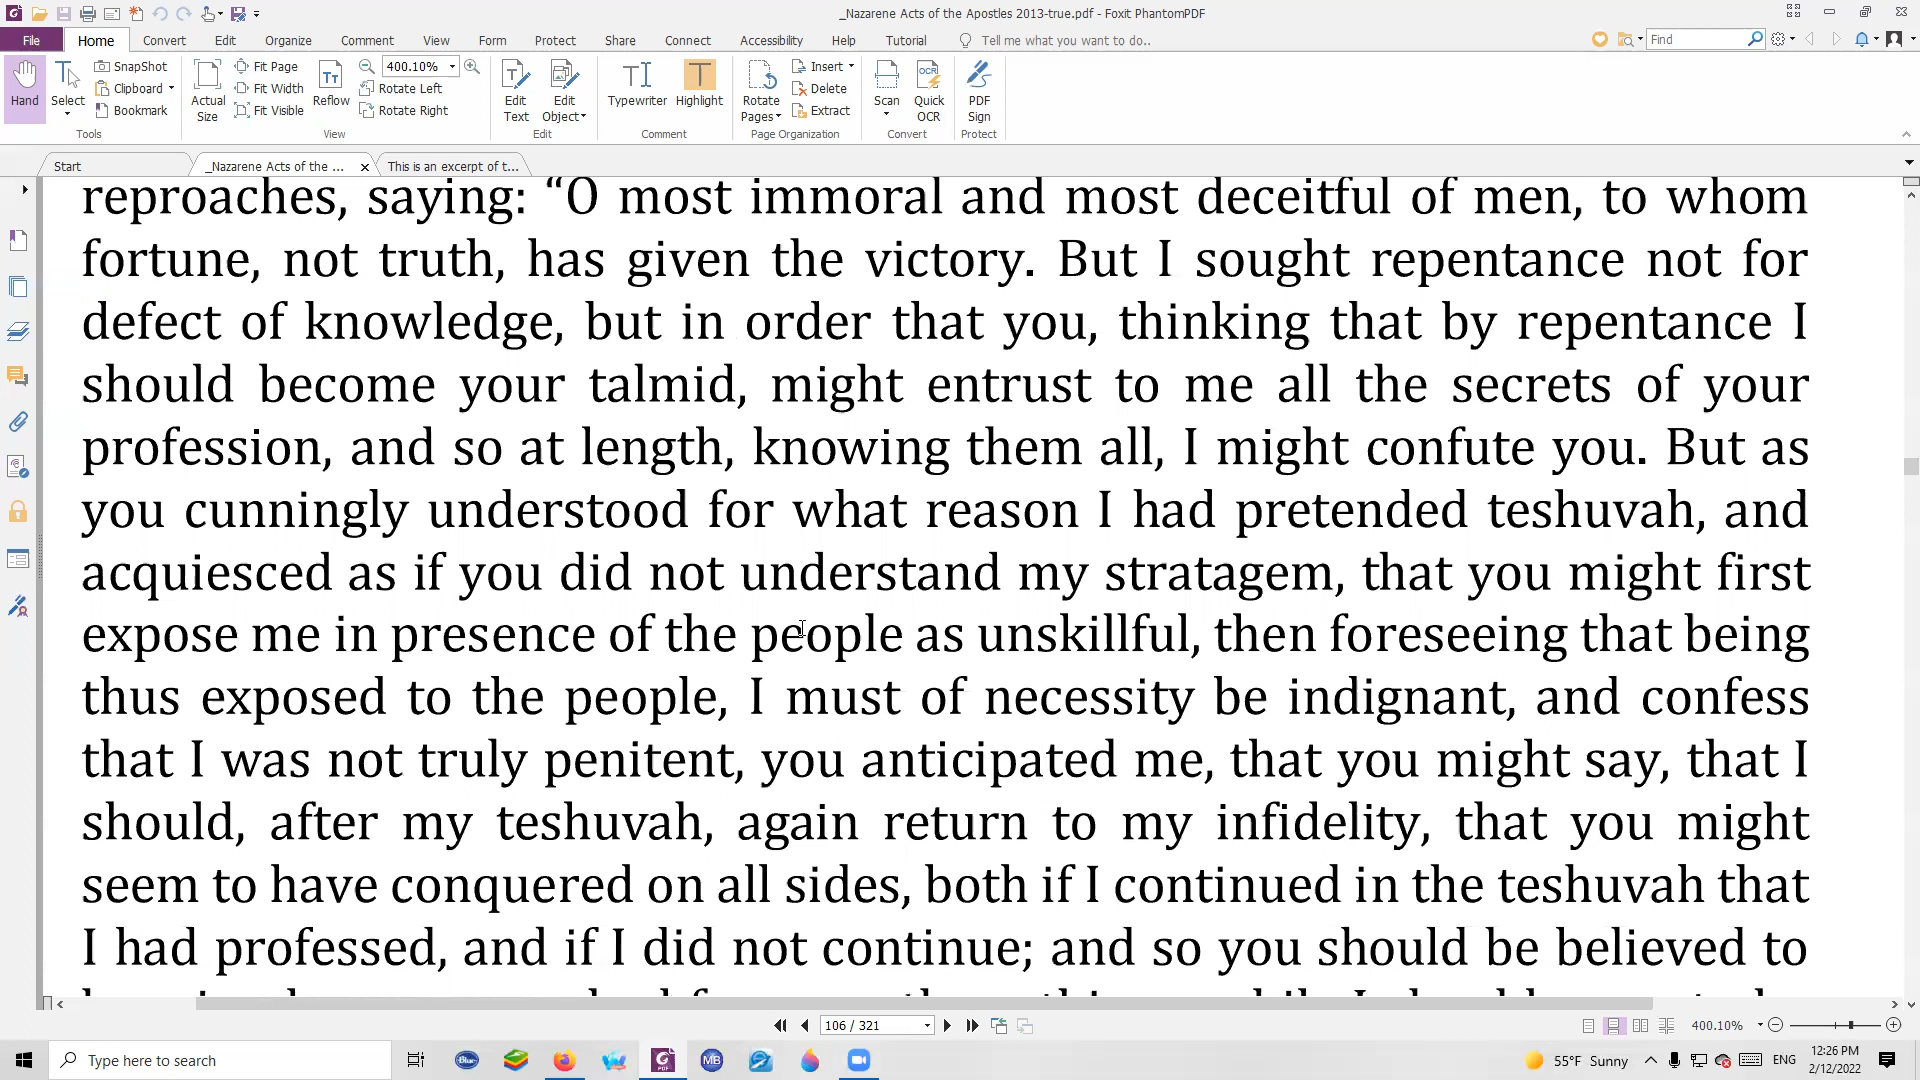 _Nazarene Acts of the Apostles 2013-true.pdf - Foxit PhantomPDF
File Home Convert Edit Organize Comment View Form Protect Share Connect Accessibility Help Tutorial Tell me what you want to do.. Find
SnapShot Fit Page 400.10% Insert
Clipboard Fit Width Rotate Left Delete
Bookmark Fit Visible Rotate Right Extract
Hand Select Actual Size Reflow Edit Text Edit Object Typewriter Highlight Rotate Pages Scan Quick OCR PDF Sign
Tools View Edit Comment Page Organization Convert Protect
Start _Nazarene Acts of the ... This is an excerpt of t...
reproaches, saying: “O most immoral and most deceitful of men, to whom
fortune, not truth, has given the victory. But I sought repentance not for
defect of knowledge, but in order that you, thinking that by repentance I
should become your talmid, might entrust to me all the secrets of your
profession, and so at length, knowing them all, I might confute you. But as
you cunningly understood for what reason I had pretended teshuvah, and
acquiesced as if you did not understand my stratagem, that you might first
expose me in presence of the people as unskillful, then foreseeing that being
thus exposed to the people, I must of necessity be indignant, and confess
that I was not truly penitent, you anticipated me, that you might say, that I
should, after my teshuvah, again return to my infidelity, that you might
seem to have conquered on all sides, both if I continued in the teshuvah that
I had professed, and if I did not continue; and so you should be believed to
106 / 321 400.10%
Type here to search 55°F Sunny ENG 12:26 PM
2/12/2022